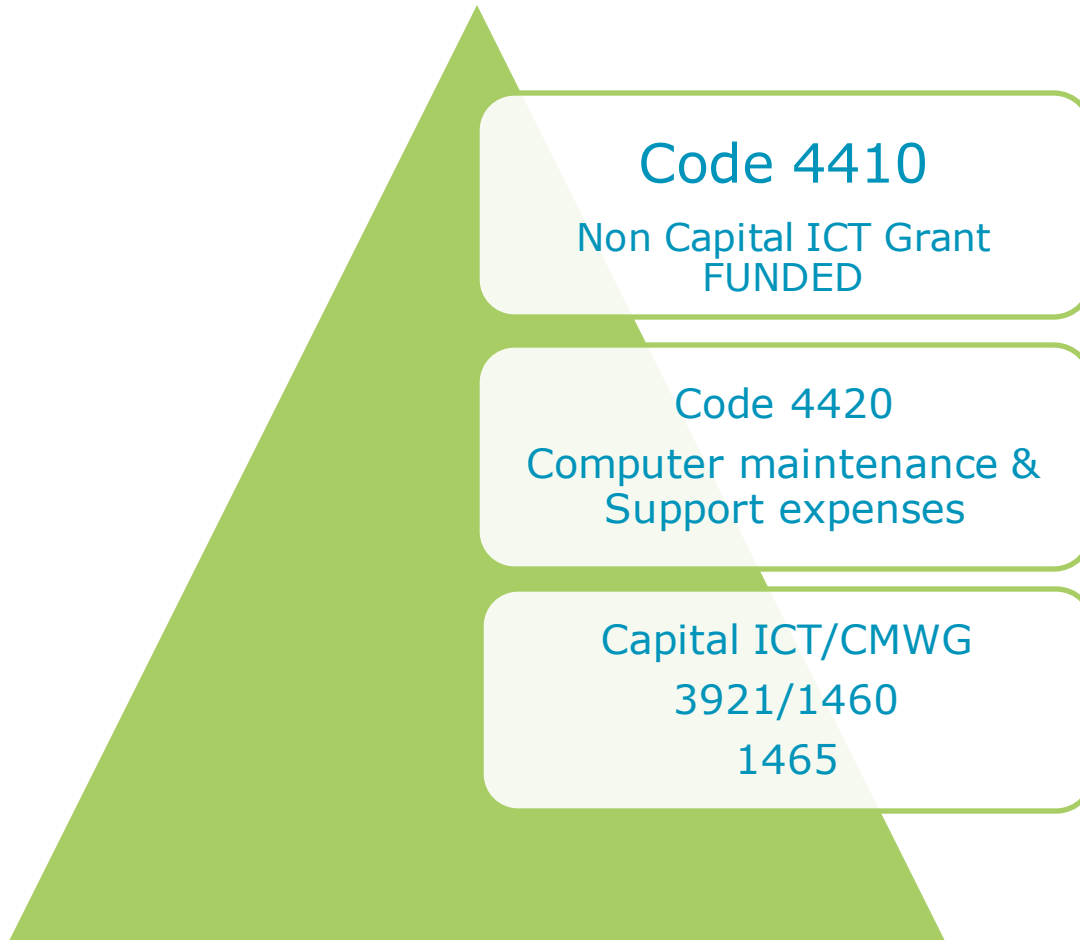 Code 4410
Non Capital ICT Grant
FUNDED
Code 4420
Computer maintenance &
Support expenses
Capital ICT/CMWG
3921/1460
1465